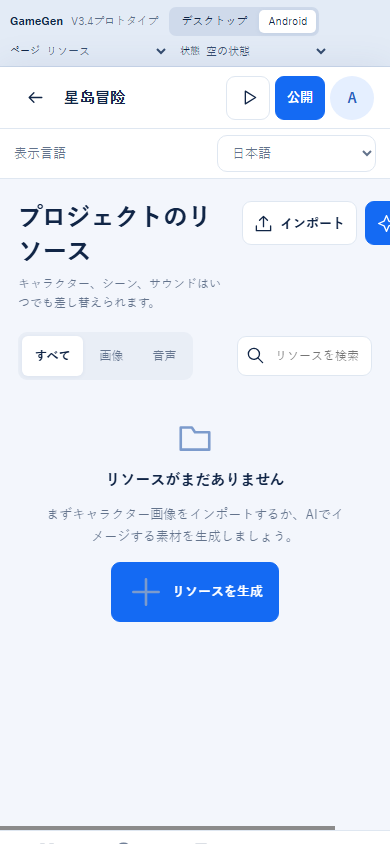 GameGen V3.4プロトタイプ デスクトップ Android
ページ リソース 状態 空の状態
星岛冒险 公開 A
表示言語 日本語
プロジェクトのリ
ソース
インポート
キャラクター、シーン、サウンドはい
つでも差し替えられます。
すべて 画像 音声 リソースを検索
リソースがまだありません
まずキャラクター画像をインポートするか、AIでイ
メージする素材を生成しましょう。
リソースを生成